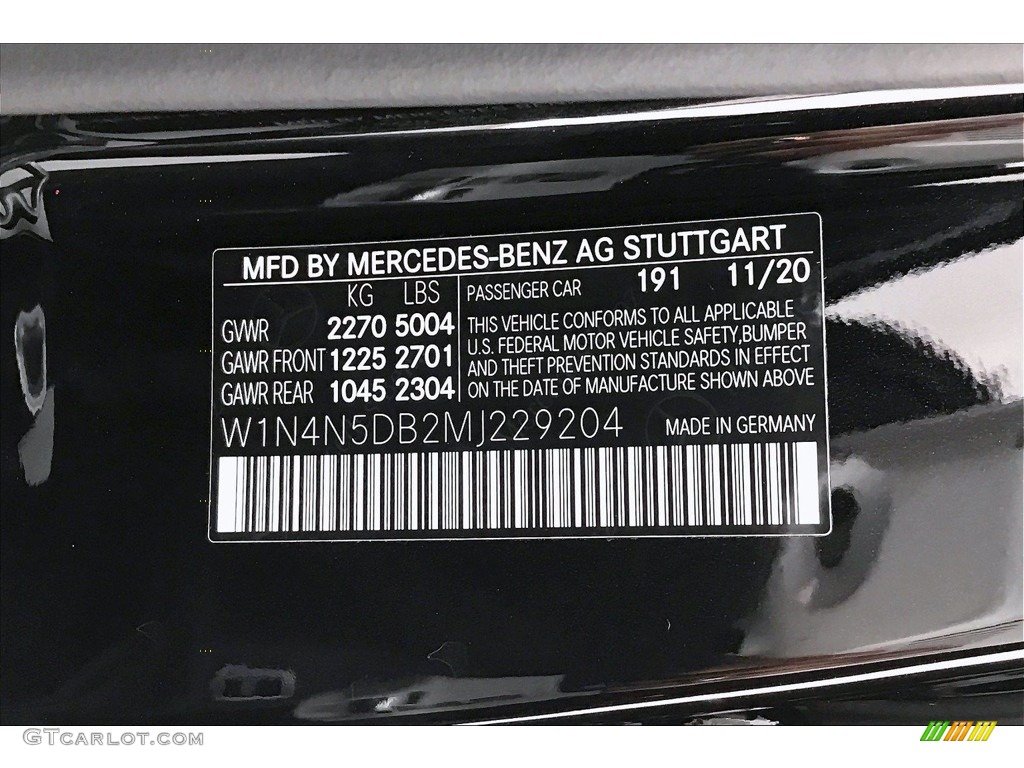 MFD BY MERCEDES-BENZ AG STUTTGART
KG LBS
GVWR 2270 5004
GAWR FRONT 1225 2701
GAWR REAR 1045 2304
PASSENGER CAR 191 11/20
THIS VEHICLE CONFORMS TO ALL APPLICABLE
U.S. FEDERAL MOTOR VEHICLE SAFETY,BUMPER
AND THEFT PREVENTION STANDARDS IN EFFECT
ON THE DATE OF MANUFACTURE SHOWN ABOVE
W1N4N5DB2MJ229204 MADE IN GERMANY
GTCARLOT.COM